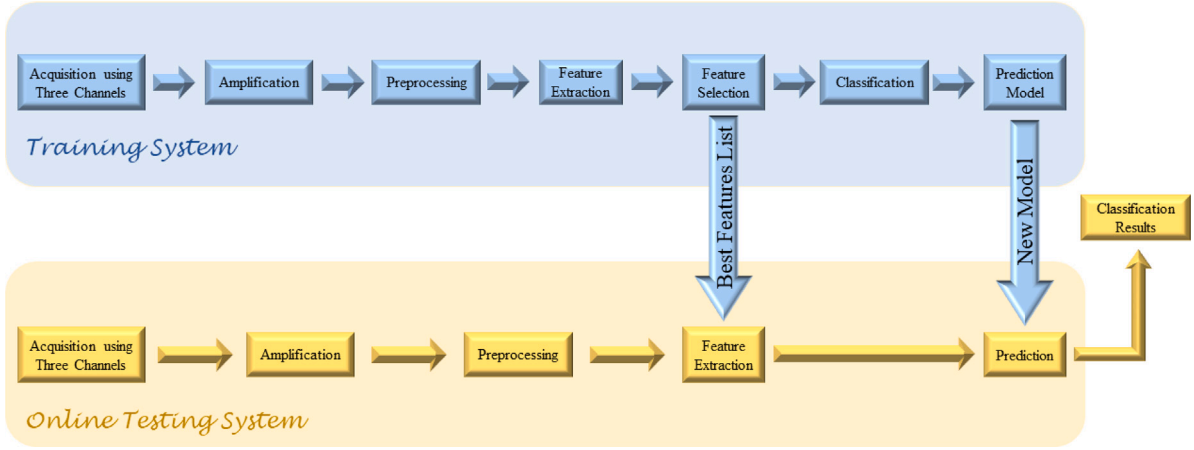 Acquisition using
Three Channels
Amplification
Preprocessing
Feature
Extraction
Feature
Selection
Classification
Prediction
Model
Training System
Best Features List
New Model
Classification
Results
Acquisition using
Three Channels
Amplification
Preprocessing
Feature
Extraction
Prediction
Online Testing System